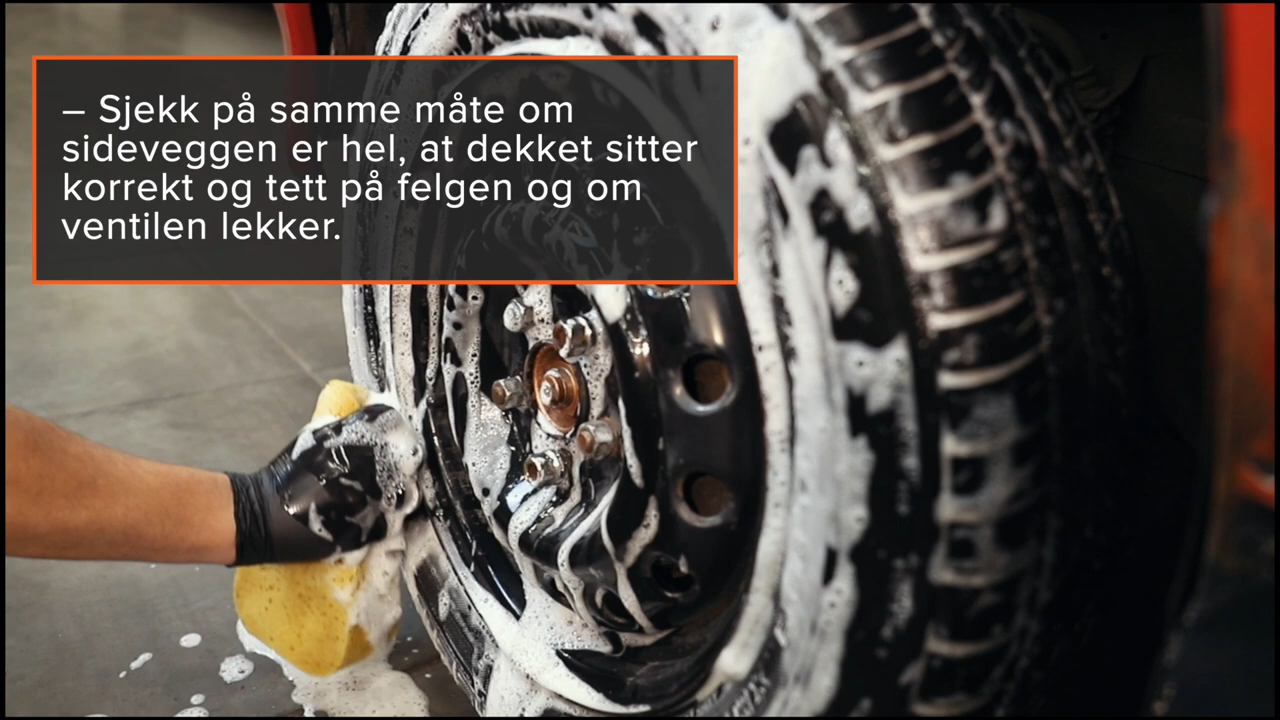 – Sjekk på samme måte om
sideveggen er hel, at dekket sitter
korrekt og tett på felgen og om
ventilen lekker.